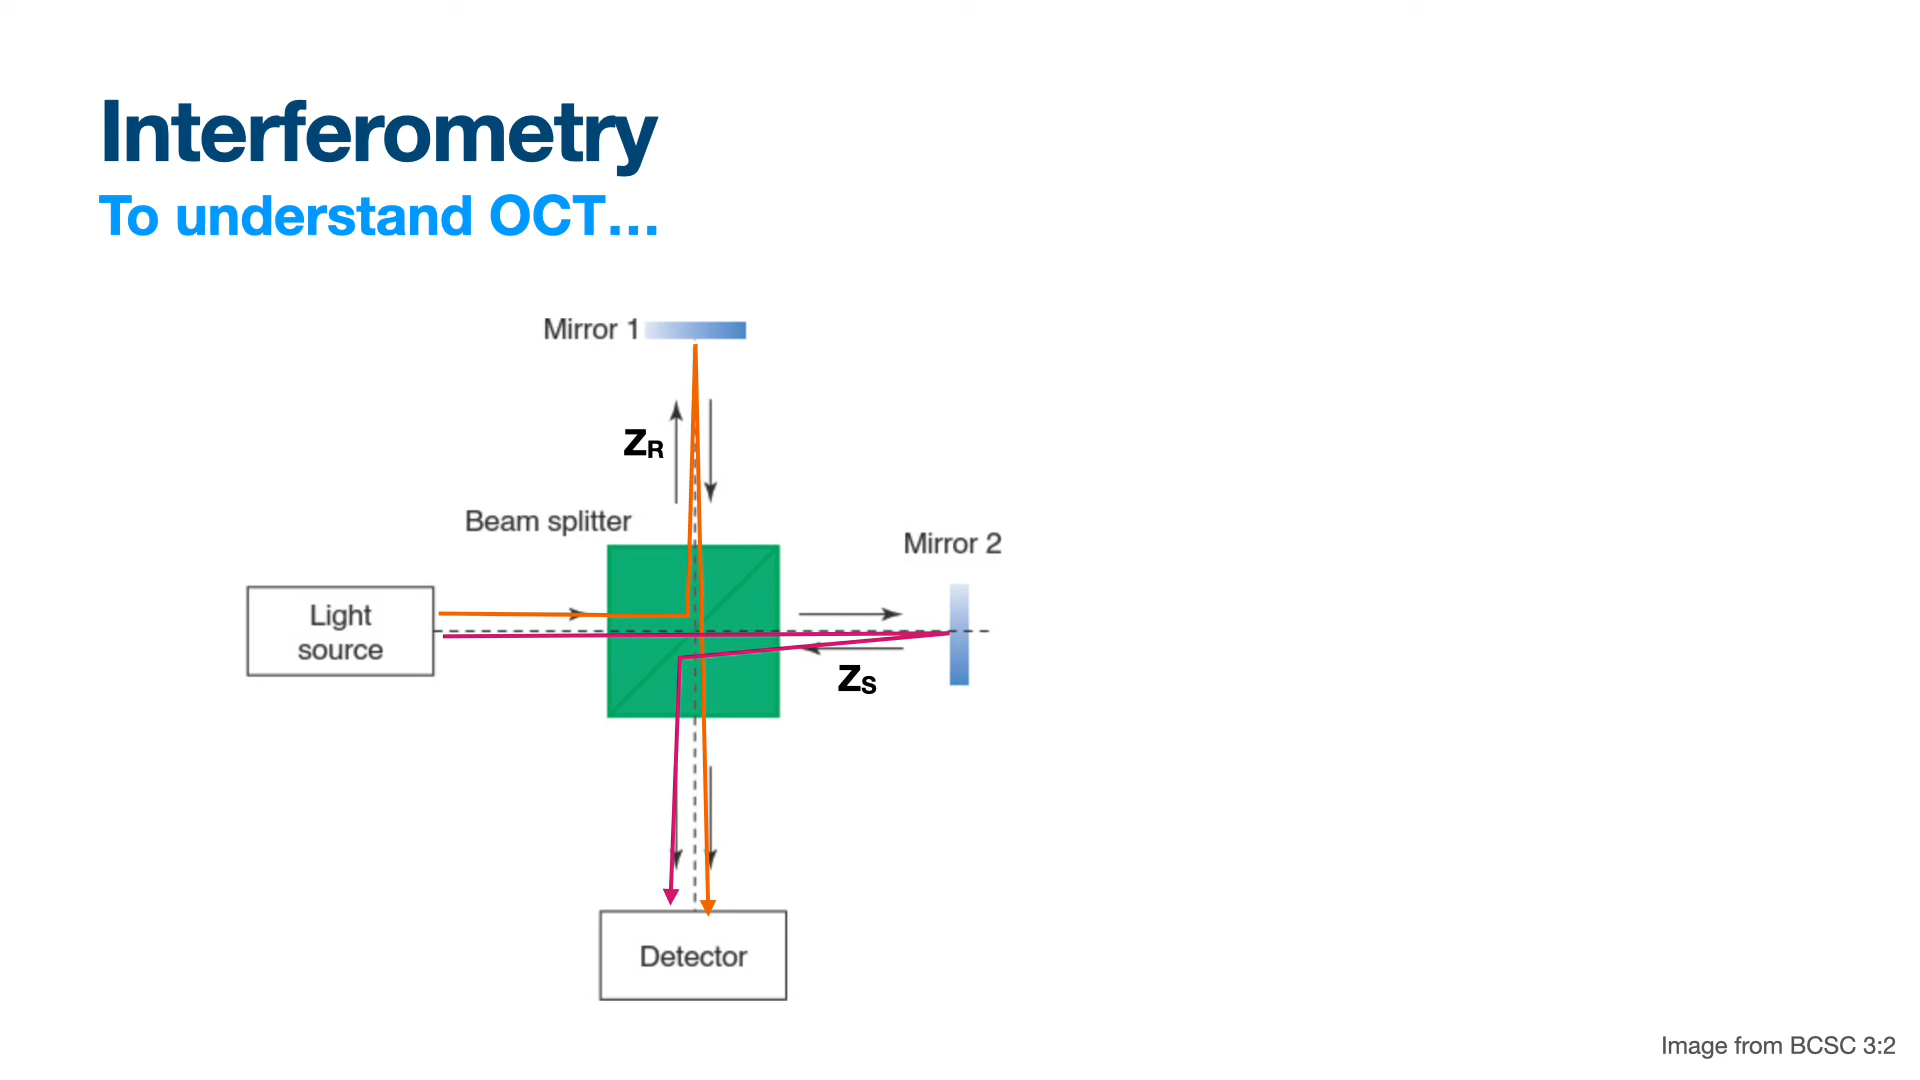 Interferometry
To understand OCT…
Mirror 1
ZR
Beam splitter
Mirror 2
Light
source
ZS
Detector
Image from BCSC 3:2